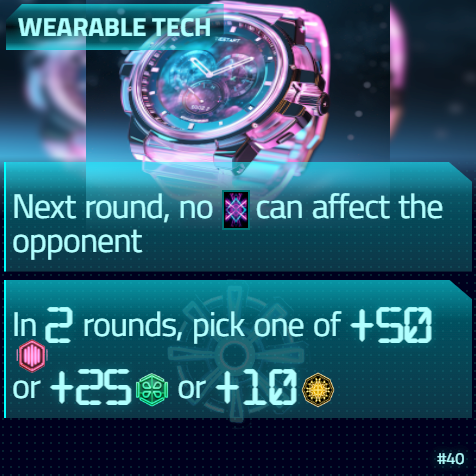 WEARABLE TECH
Next round, no can affect the
opponent
In 2 rounds, pick one of +50
or +25 or +10
#40